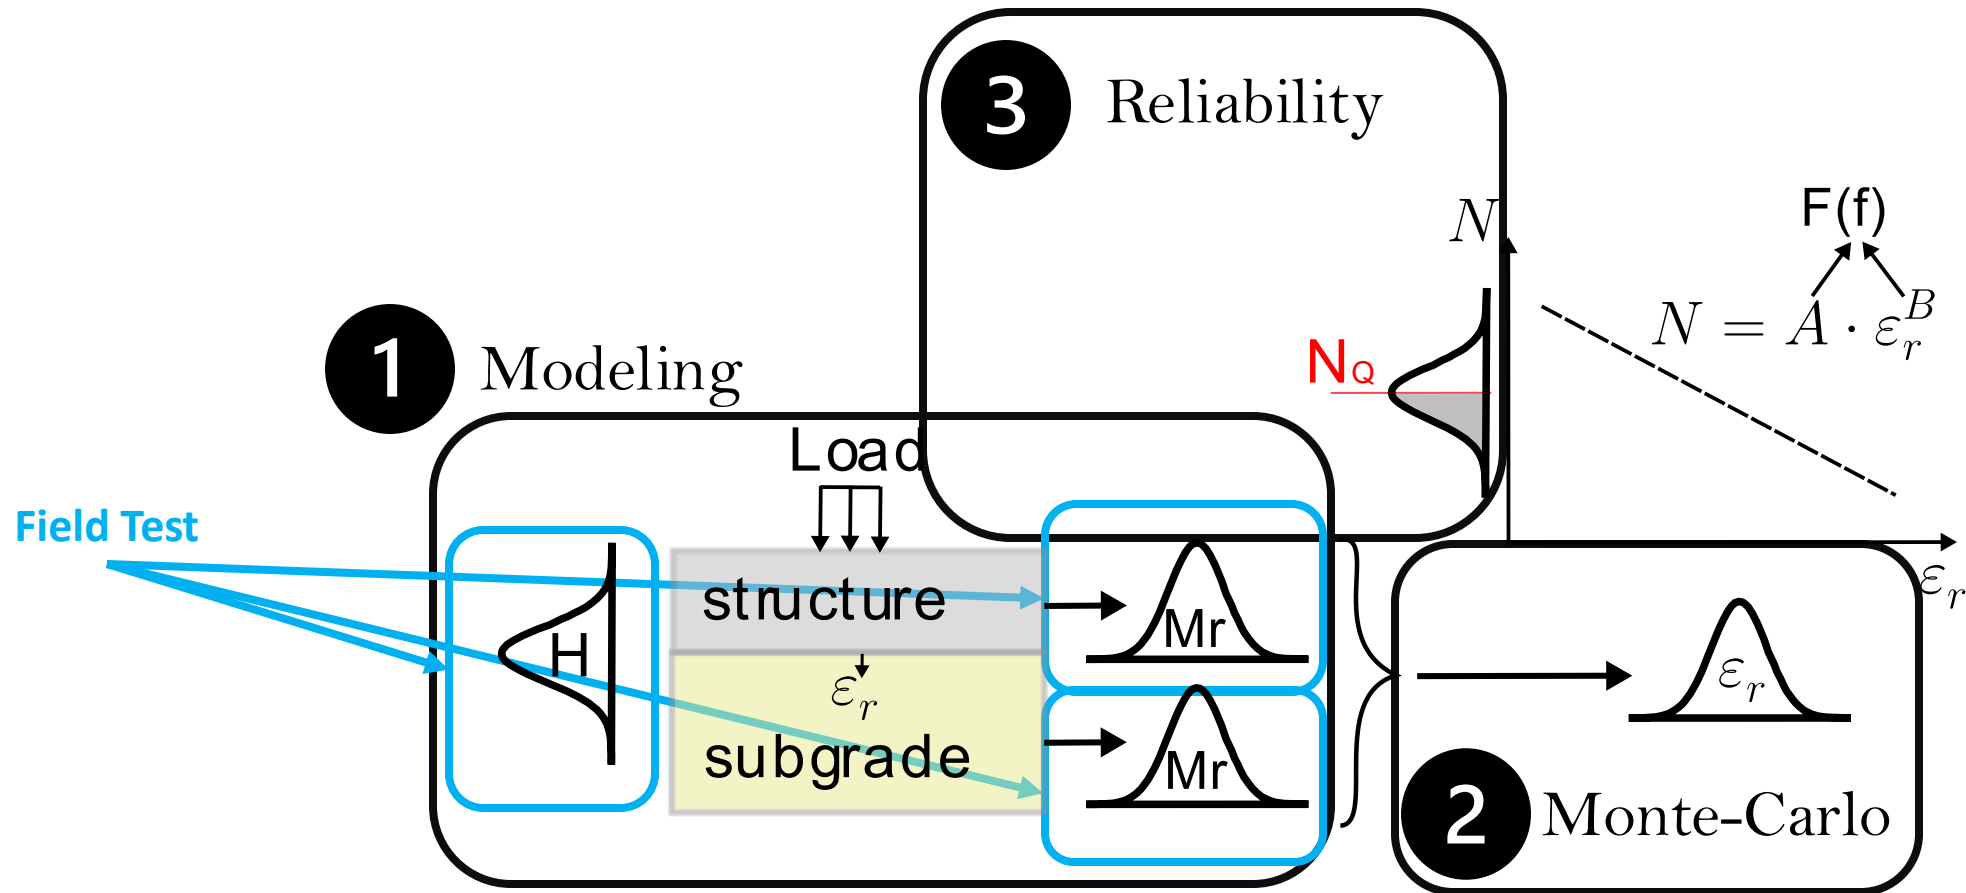 3 Reliability
N
F(f)
N = A · ε_r^B
N_Q
1 Modeling
Load
Field Test
structure
Mr
H
ε_r
ε_r
ε_r
subgrade
Mr
2 Monte-Carlo